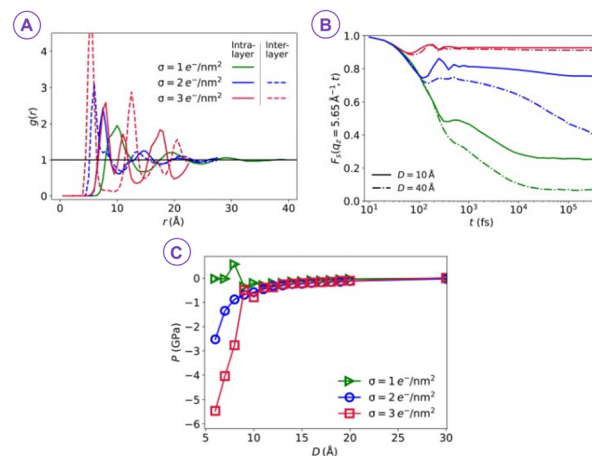 A
Intra-layer Inter-layer
σ = 1 e⁻/nm²
σ = 2 e⁻/nm²
σ = 3 e⁻/nm²
g(r)
4
3
2
1
0
0 10 20 30 40
r (Å)
B
F_s(q_z = 5.65 Å⁻¹, t)
1.0
0.8
0.6
0.4
0.2
0.0
D = 10 Å
D = 40 Å
10¹ 10² 10³ 10⁴ 10⁵
t (fs)
C
P (GPa)
0
−1
−2
−3
−4
−5
−6
σ = 1 e⁻/nm²
σ = 2 e⁻/nm²
σ = 3 e⁻/nm²
5 10 15 20 25 30
D (Å)